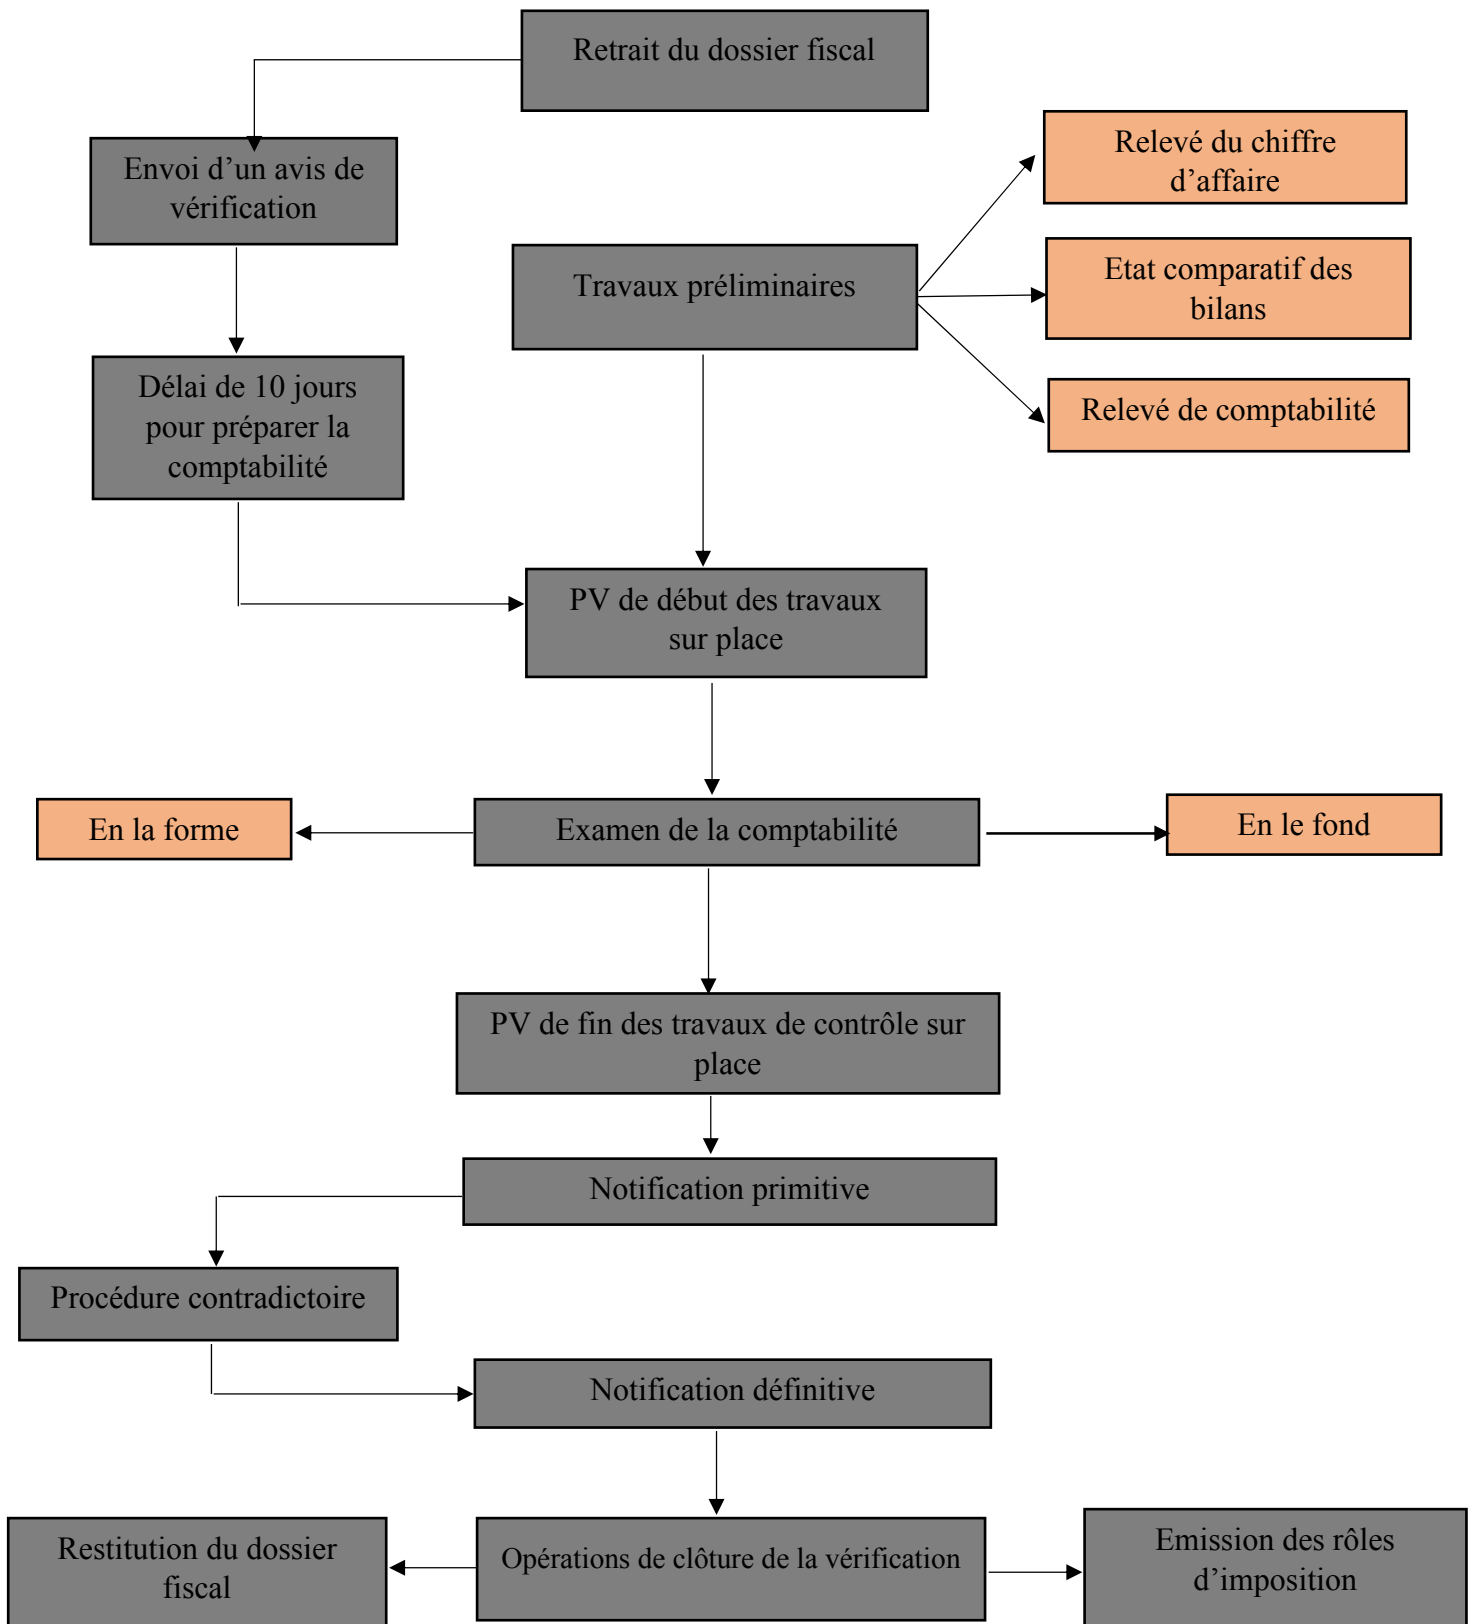 Retrait du dossier fiscal
Envoi d’un avis de
vérification
Relevé du chiffre
d’affaire
Travaux préliminaires
Etat comparatif des
bilans
Délai de 10 jours
pour préparer la
comptabilité
Relevé de comptabilité
PV de début des travaux
sur place
En la forme
Examen de la comptabilité
En le fond
PV de fin des travaux de contrôle sur
place
Notification primitive
Procédure contradictoire
Notification définitive
Restitution du dossier
fiscal
Opérations de clôture de la vérification
Emission des rôles
d’imposition